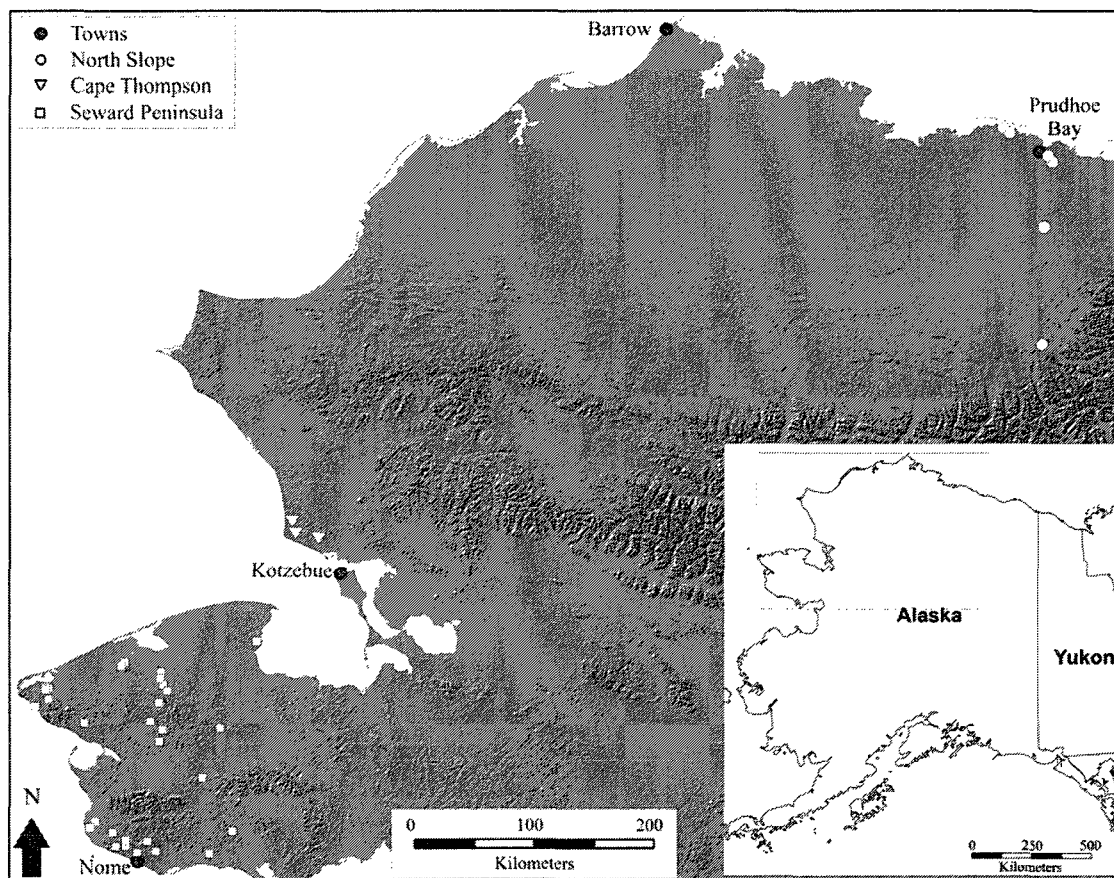 Towns
North Slope
Cape Thompson
Seward Peninsula
Barrow
Prudhoe
Bay
Kotzebue
Nome
N
0 100 200
Kilometers
Alaska
Yukon
0 250 500
Kilometers